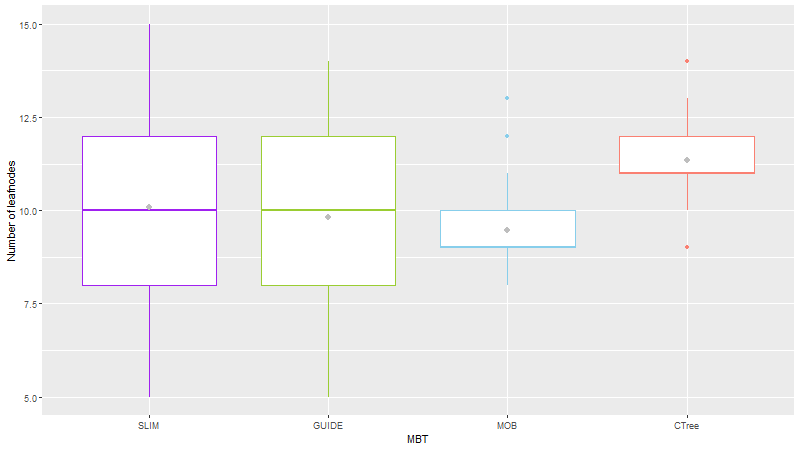 Number of leafnodes
15.0
12.5
10.0
7.5
5.0
SLIM
GUIDE
MOB
CTree
MBT